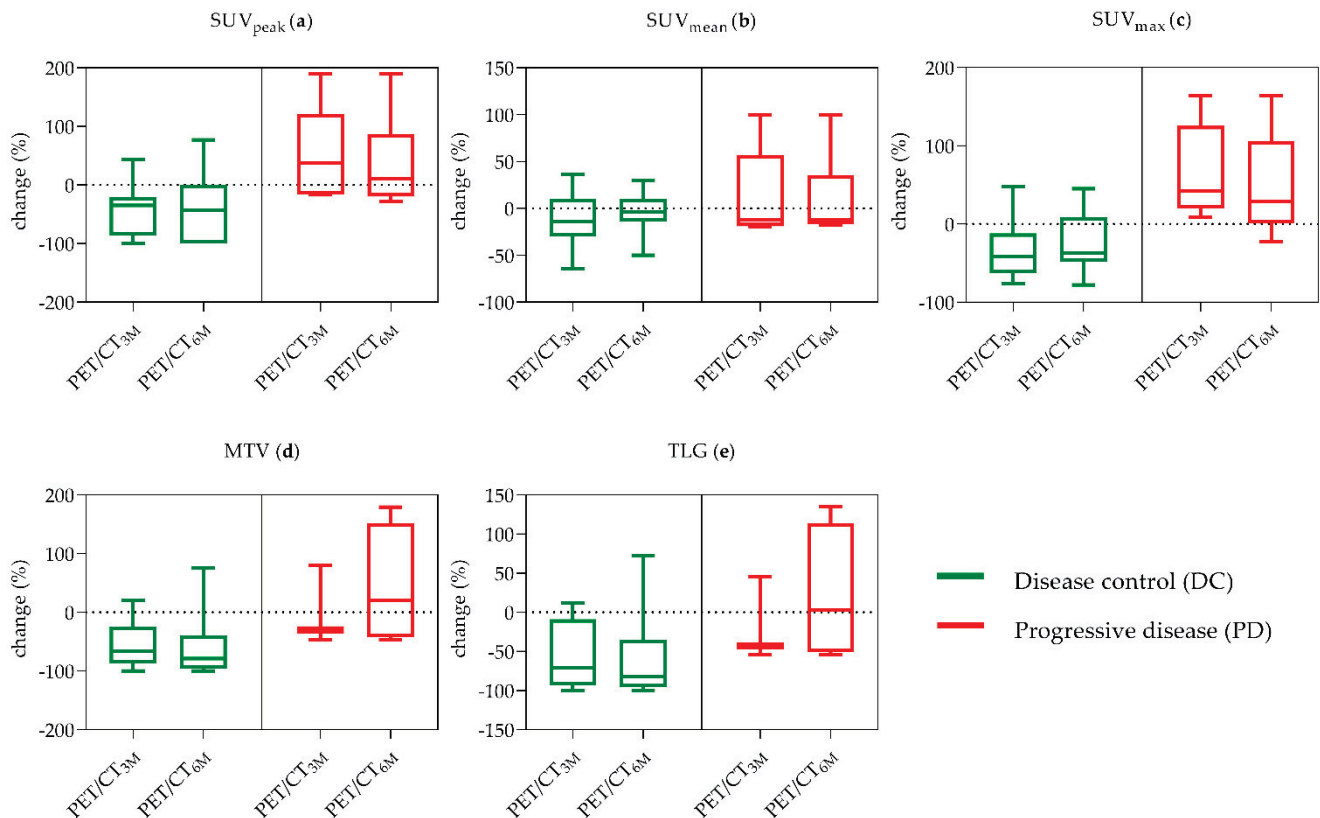 SUVpeak (a)
SUVmean (b)
SUVmax (c)
change (%)
200
100
0
-100
-200
PET/CT3M
PET/CT6M
PET/CT3M
PET/CT6M
change (%)
150
100
50
0
-50
-100
PET/CT3M
PET/CT6M
PET/CT3M
PET/CT6M
change (%)
200
100
0
-100
PET/CT3M
PET/CT6M
PET/CT3M
PET/CT6M
MTV (d)
TLG (e)
change (%)
200
100
0
-100
-200
PET/CT3M
PET/CT6M
PET/CT3M
PET/CT6M
change (%)
150
100
50
0
-50
-100
-150
PET/CT3M
PET/CT6M
PET/CT3M
PET/CT6M
Disease control (DC)
Progressive disease (PD)